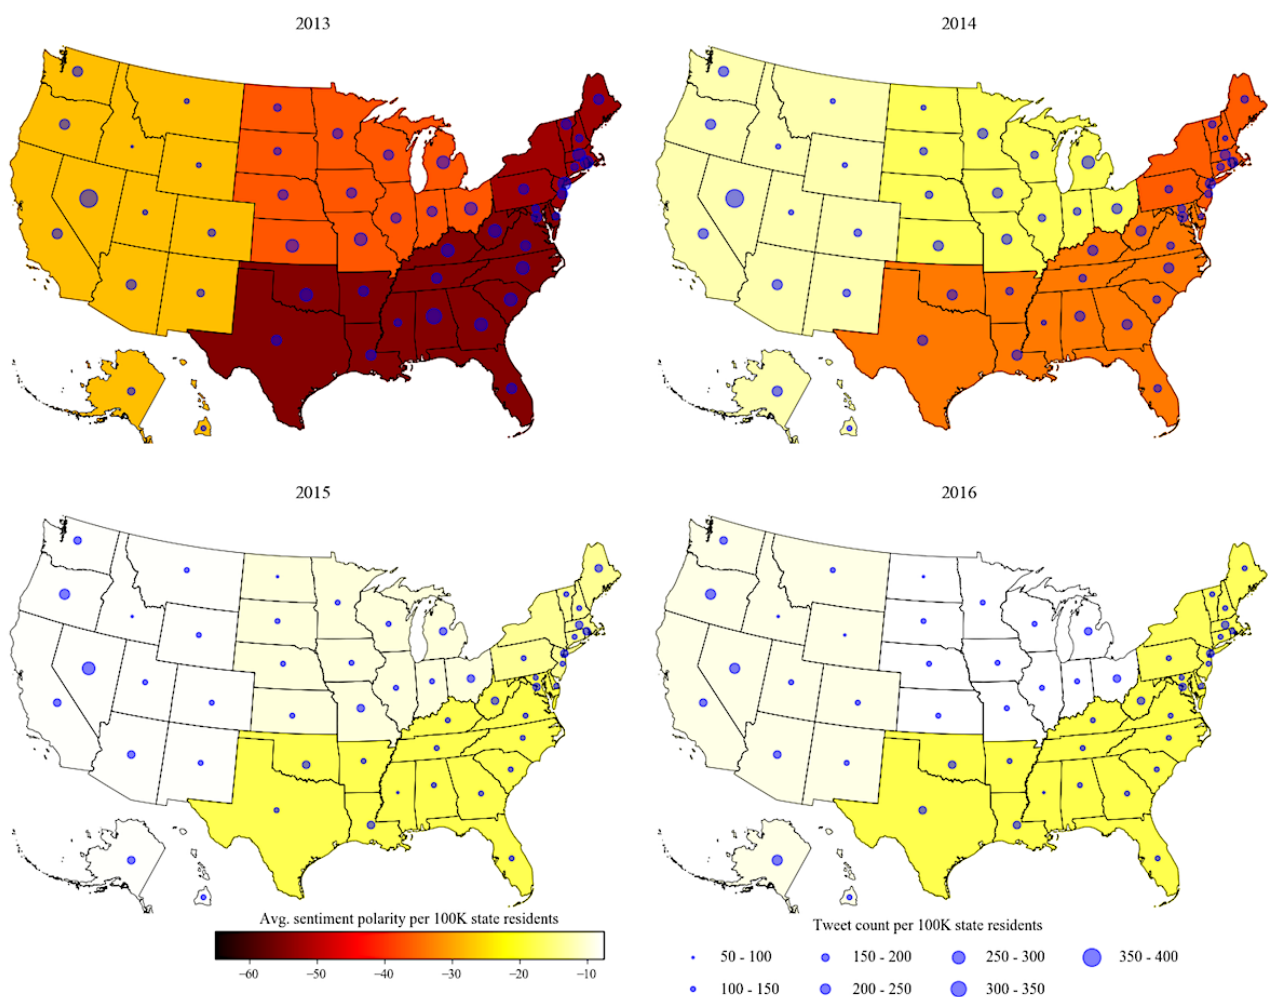 2013
2014
2015
2016
Avg. sentiment polarity per 100K state residents
−60 −50 −40 −30 −20 −10
Tweet count per 100K state residents
50 - 100 150 - 200 250 - 300 350 - 400
100 - 150 200 - 250 300 - 350